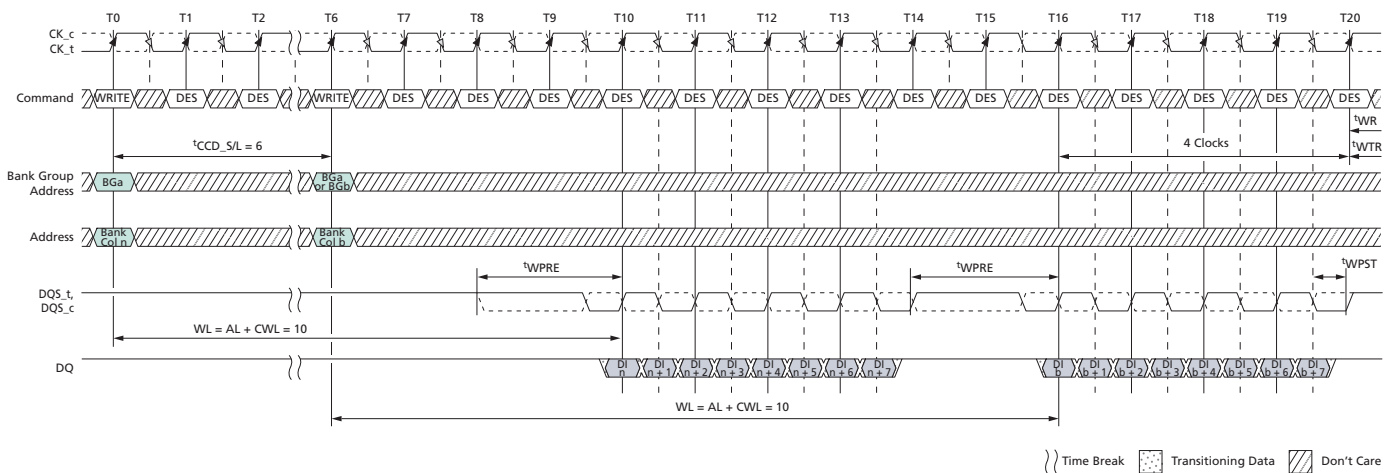 T0 T1 T2 T6 T7 T8 T9 T10 T11 T12 T13 T14 T15 T16 T17 T18 T19 T20
CK_c
CK_t
Command WRITE DES DES WRITE DES DES DES DES DES DES DES DES DES DES DES DES DES DES
tWR
tCCD_S/L = 6
4 Clocks
tWTR
Bank Group
Address
BGa
BGa
or BGb
Address
Bank
Col n
Bank
Col b
tWPRE
tWPRE
tWPST
DQS_t,
DQS_c
WL = AL + CWL = 10
DQ
DI
n
DI
n + 1
DI
n + 2
DI
n + 3
DI
n + 4
DI
n + 5
DI
n + 6
DI
n + 7
DI
b
DI
b + 1
DI
b + 2
DI
b + 3
DI
b + 4
DI
b + 5
DI
b + 6
DI
b + 7
WL = AL + CWL = 10
Time Break
Transitioning Data
Don't Care